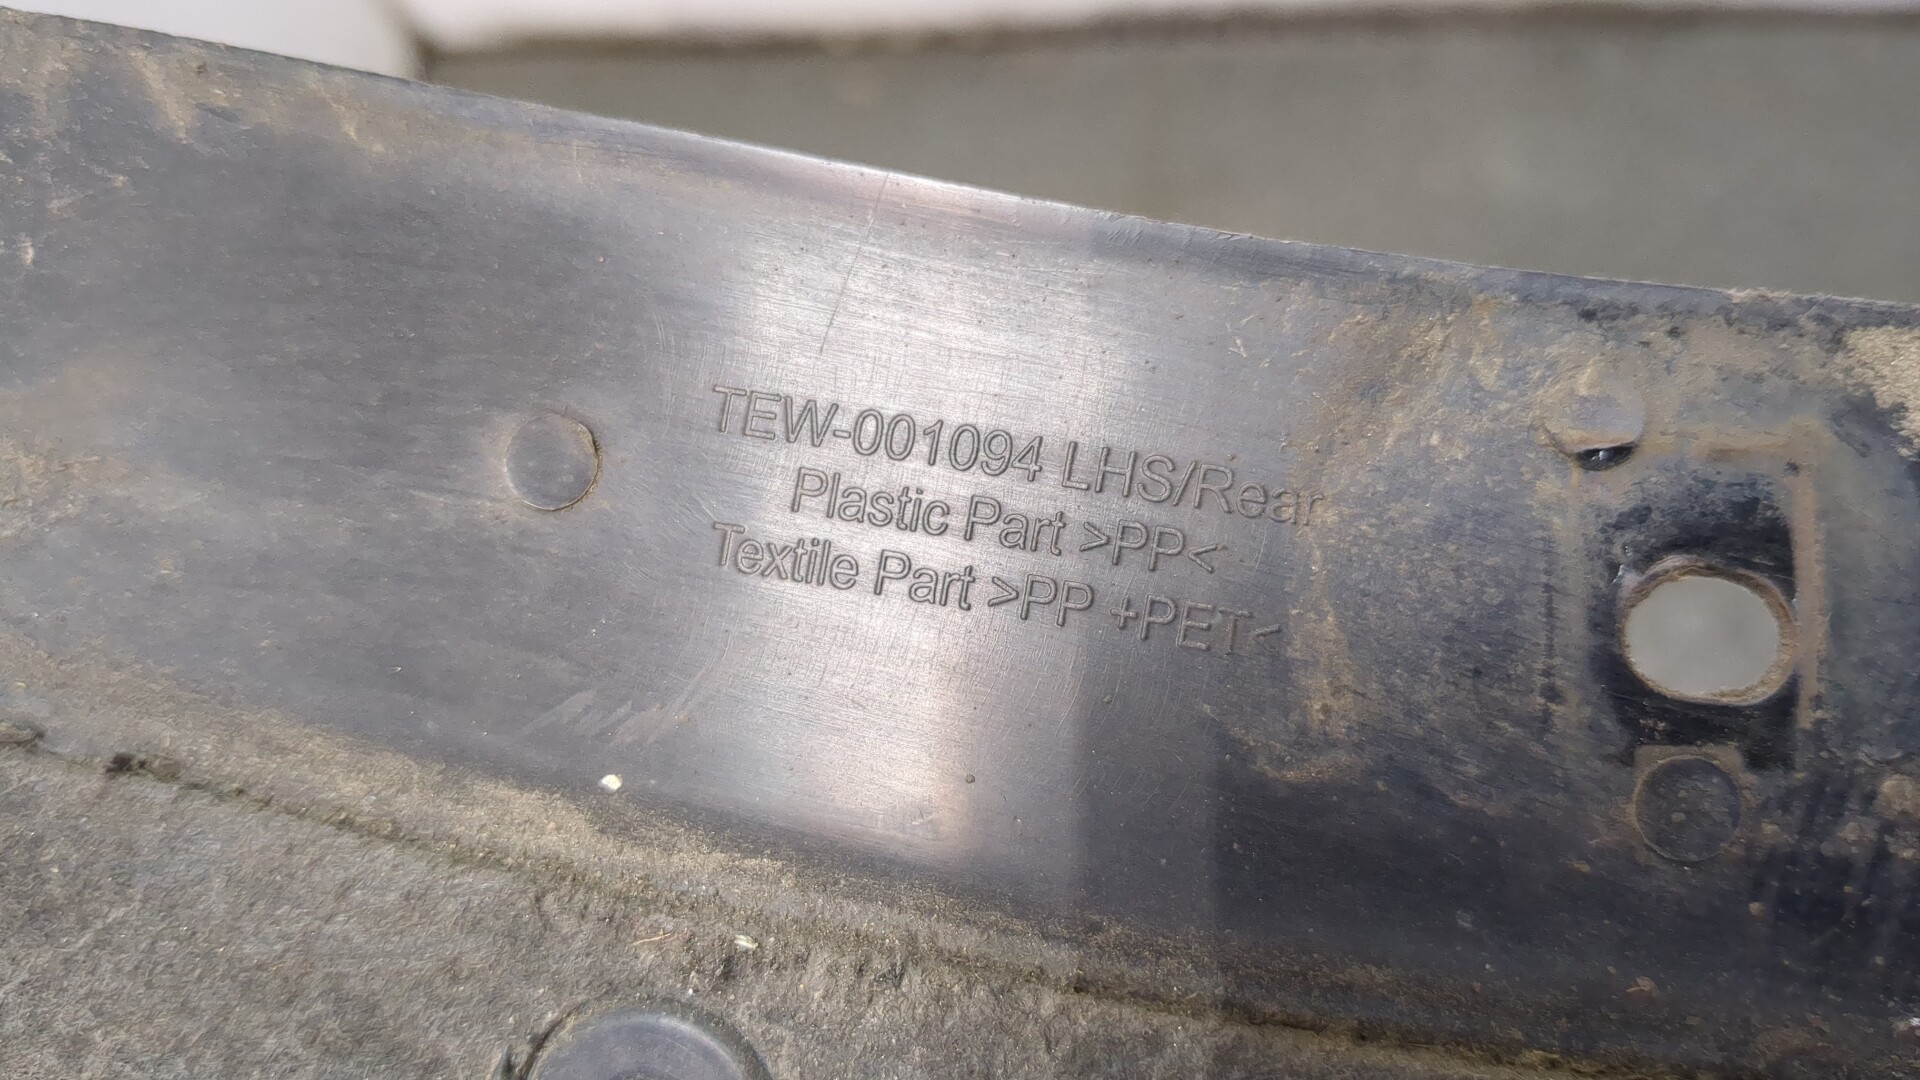 TEW-001094 LHS/Rear
Plastic Part >PP<
Textile Part >PP +PET<